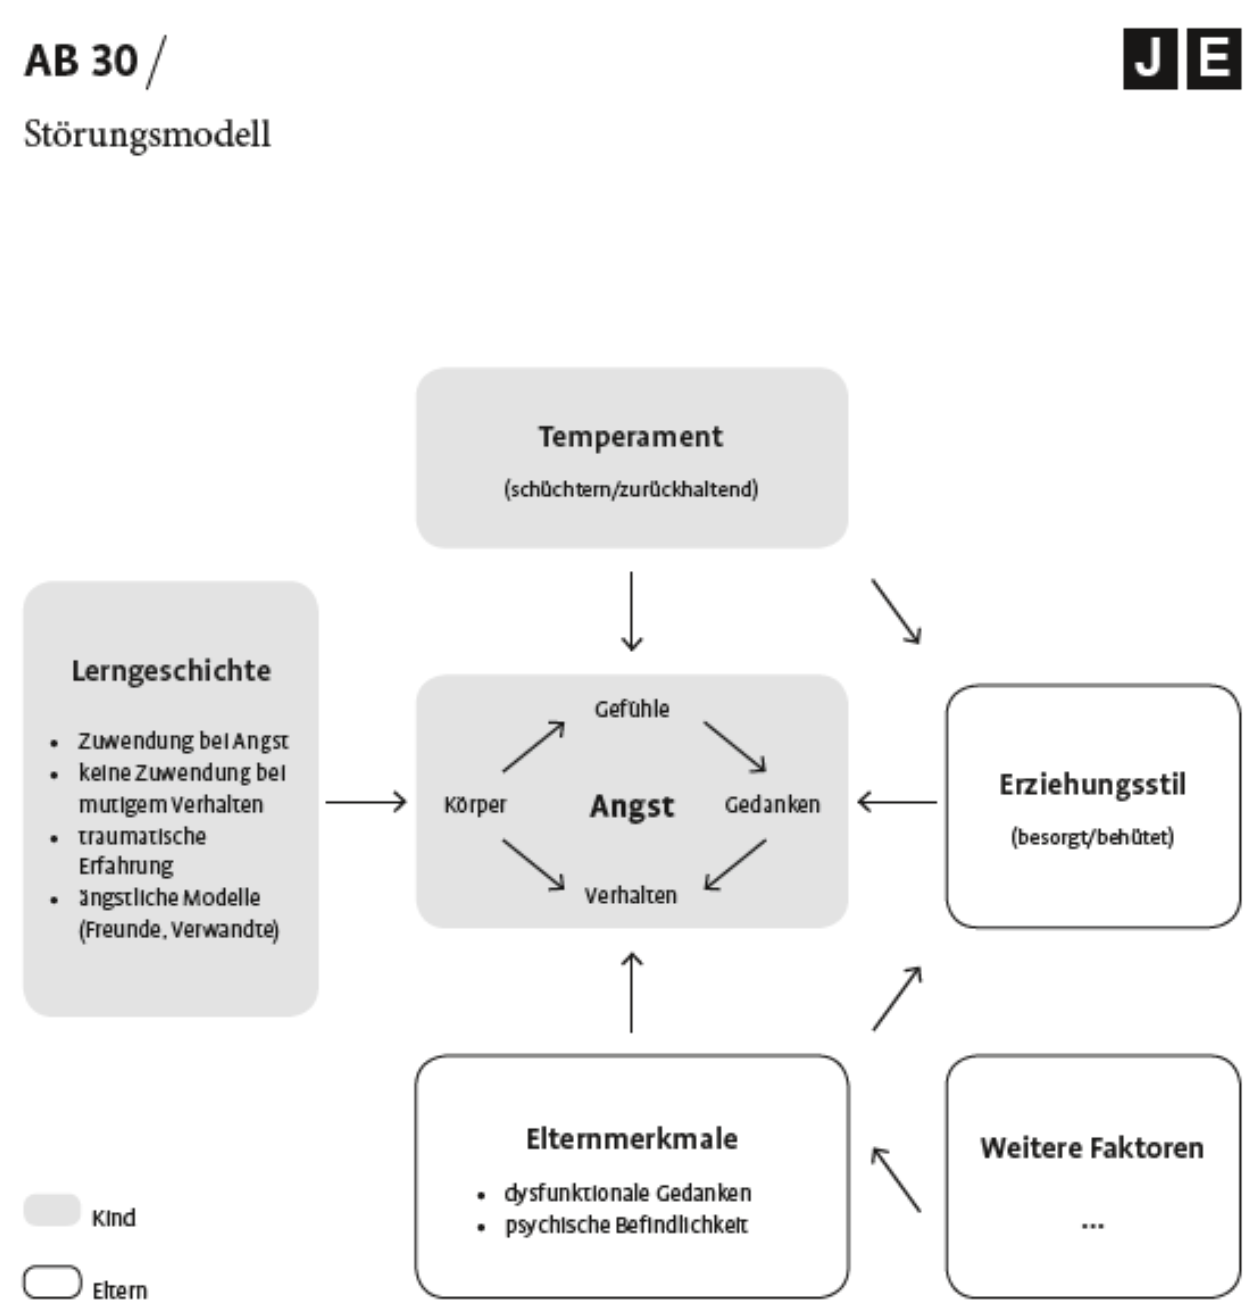 AB 30 /
J E
Störungsmodell
Temperament
(schüchtern/zurückhaltend)
Lerngeschichte
• Zuwendung bei Angst
• keine Zuwendung bei
mutigem Verhalten
• traumatische
Erfahrung
• ängstliche Modelle
(Freunde, Verwandte)
Gefühle
Körper
Angst
Gedanken
Verhalten
Erziehungsstil
(besorgt/behütet)
Elternmerkmale
• dysfunktionale Gedanken
• psychische Befindlichkeit
Weitere Faktoren
...
Kind
Eltern